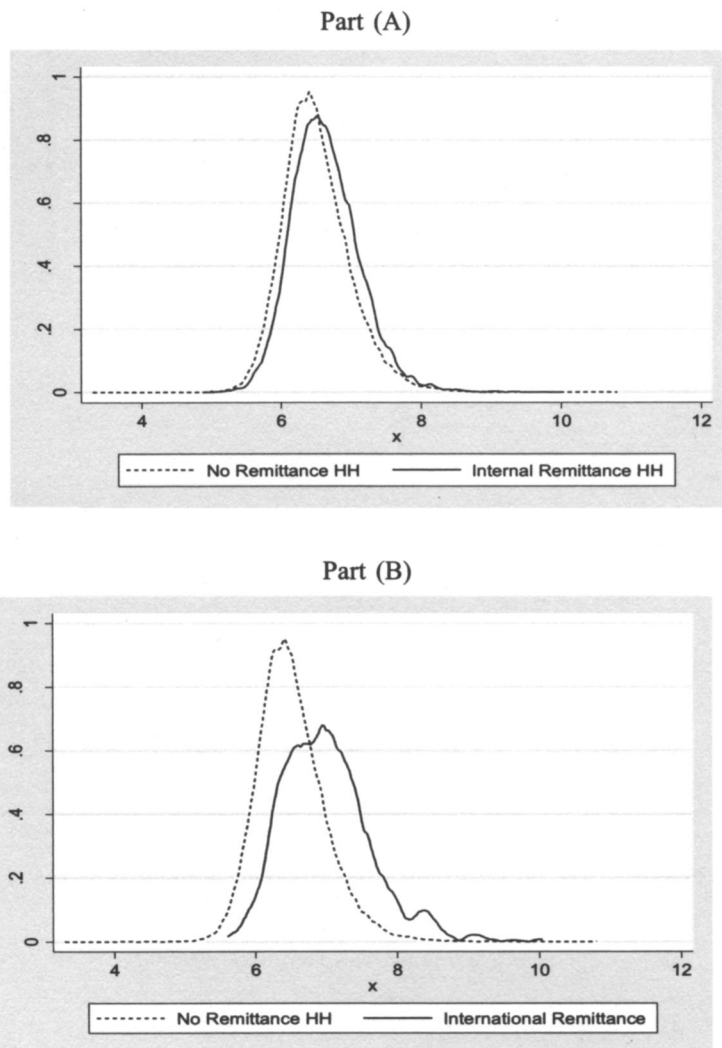 Part (A)
1
.8
.6
.4
.2
0
4 6 8 10 12
x
No Remittance HH Internal Remittance HH
Part (B)
1
.8
.6
.4
.2
0
4 6 8 10 12
x
No Remittance HH International Remittance